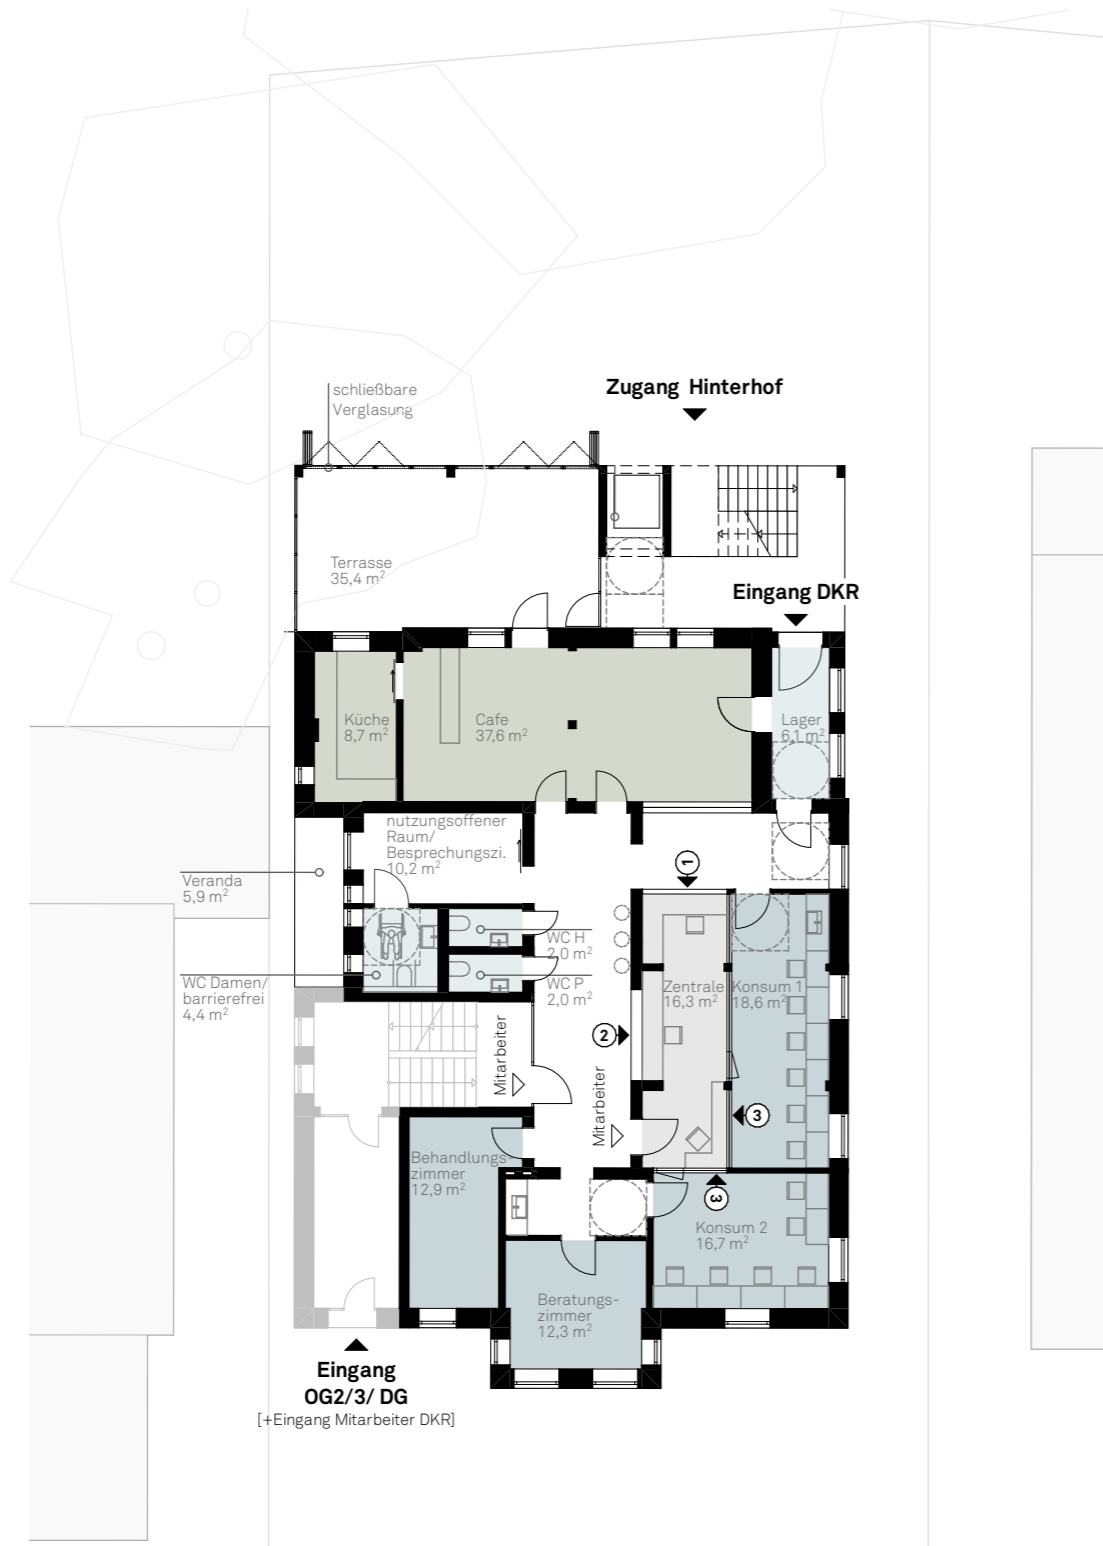 schließbare
Verglasung
Zugang Hinterhof
Terrasse
35,4 m²
Eingang DKR
Küche
8,7 m²
Cafe
37,6 m²
Lager
6,1 m²
nutzungsoffener
Raum/
Besprechungszi.
10,2 m²
1
Veranda
5,9 m²
WC H
2,0 m²
WC Damen/
barrierefrei
4,4 m²
WC P
2,0 m²
Zentrale
16,3 m²
Konsum 1
18,6 m²
2
Mitarbeiter
Mitarbeiter
3
Behandlungs-
zimmer
12,9 m²
3
Konsum 2
16,7 m²
Beratungs-
zimmer
12,3 m²
Eingang
OG2/3/ DG
[+Eingang Mitarbeiter DKR]